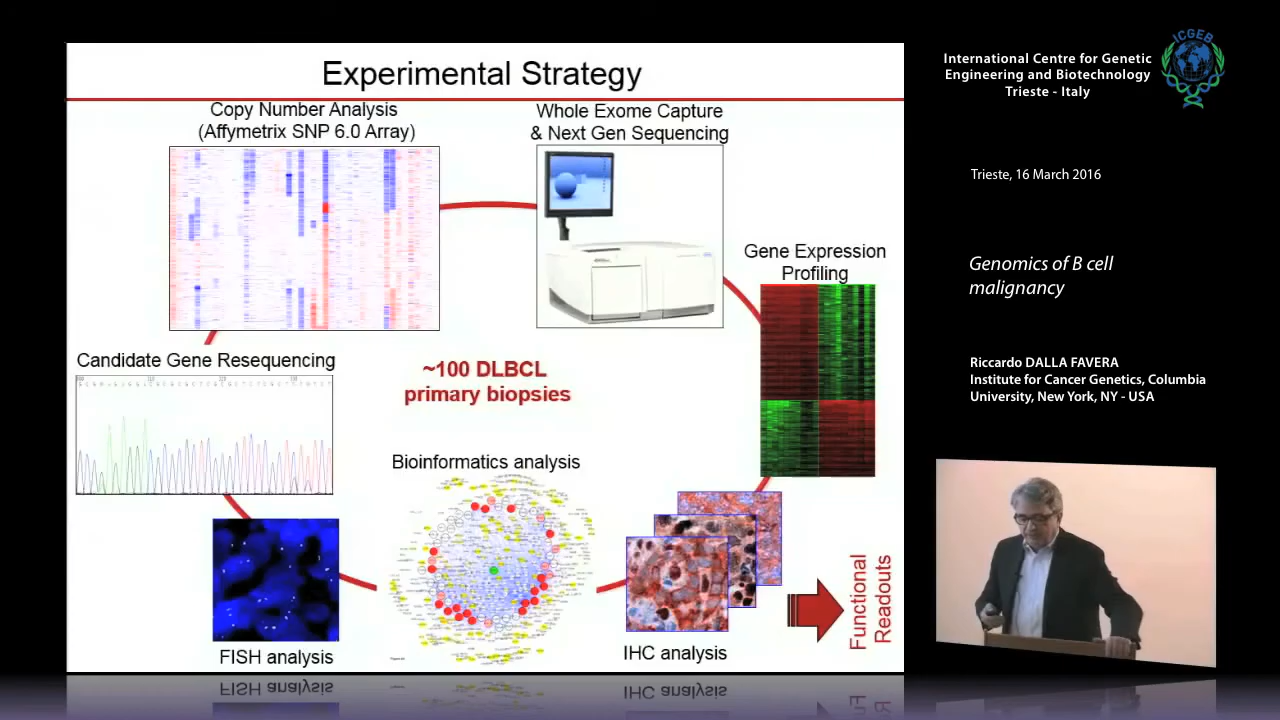 Experimental Strategy
Copy Number Analysis
(Affymetrix SNP 6.0 Array)
Whole Exome Capture
& Next Gen Sequencing
Gene Expression
Profiling
Candidate Gene Resequencing
~100 DLBCL
primary biopsies
Bioinformatics analysis
FISH analysis
IHC analysis
Functional
Readouts
International Centre for Genetic
Engineering and Biotechnology
Trieste - Italy
ICGEB
Trieste, 16 March 2016
Genomics of B cell
malignancy
Riccardo DALLA FAVERA
Institute for Cancer Genetics, Columbia
University, New York, NY - USA